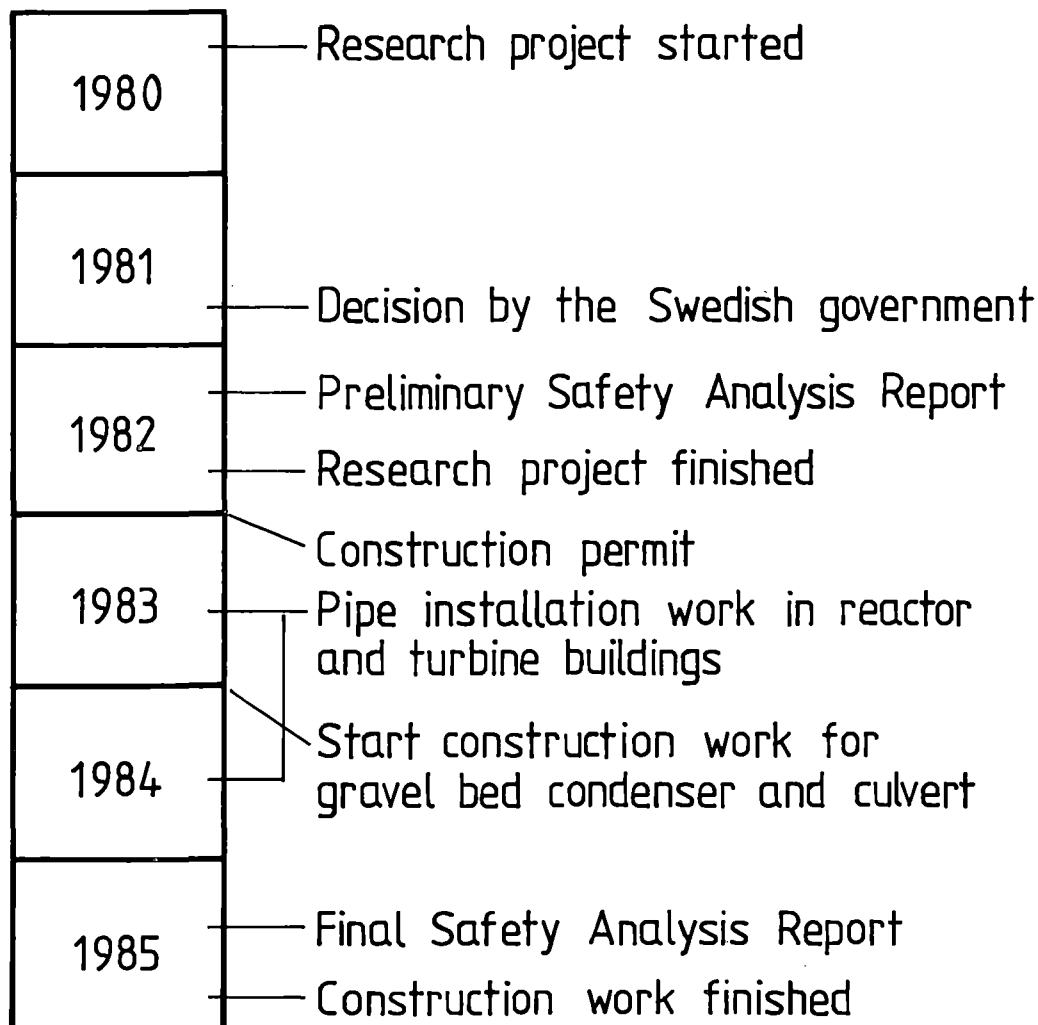 1980
Research project started
1981
Decision by the Swedish government
1982
Preliminary Safety Analysis Report
Research project finished
Construction permit
1983
Pipe installation work in reactor
and turbine buildings
1984
Start construction work for
gravel bed condenser and culvert
1985
Final Safety Analysis Report
Construction work finished